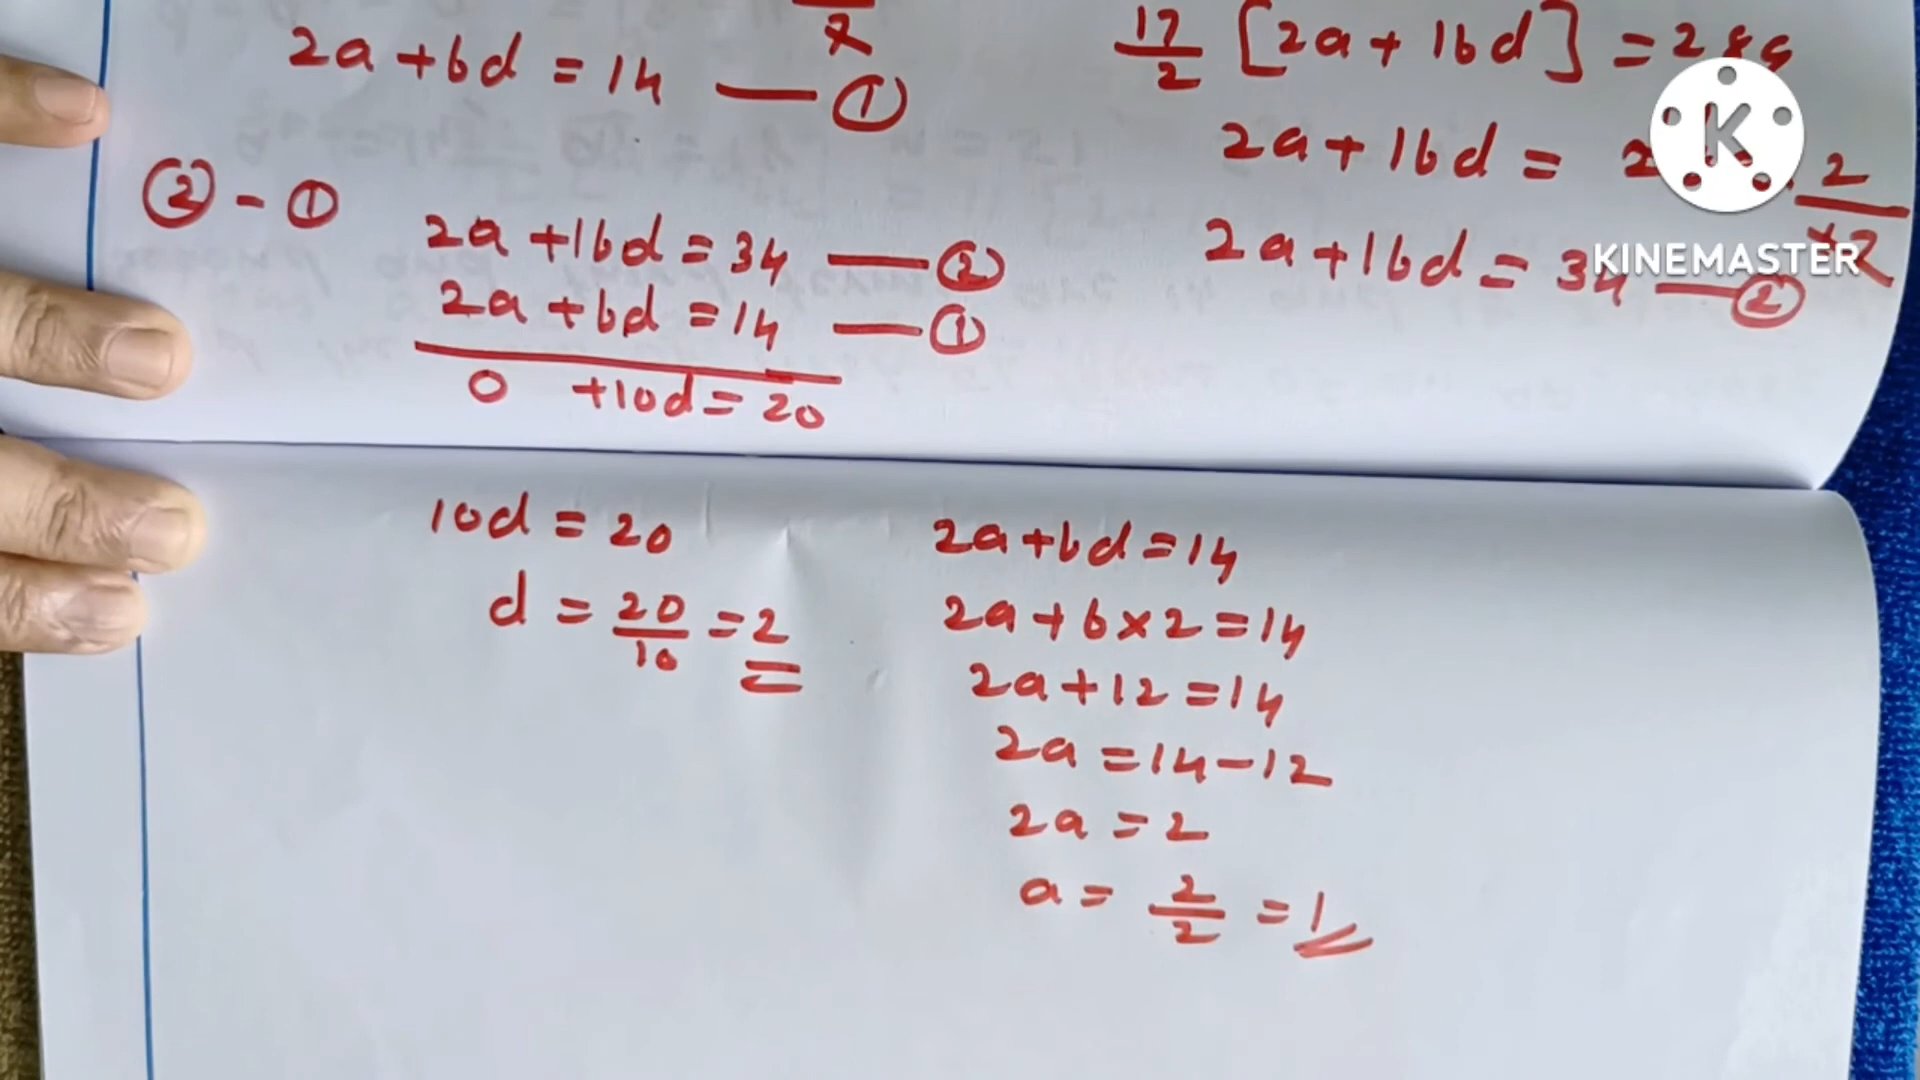 2a + 6d = 14 — ①
17/2 [2a + 16d] = 289
2a + 16d =
2a + 16d = 34 — ②
② - ①
2a + 16d = 34 — ②
2a + 6d = 14 — ①
0 + 10d = 20
10d = 20
d = 20/10 = 2
2a + 6d = 14
2a + 6 × 2 = 14
2a + 12 = 14
2a = 14 - 12
2a = 2
a = 2/2 = 1
K
KINEMASTER